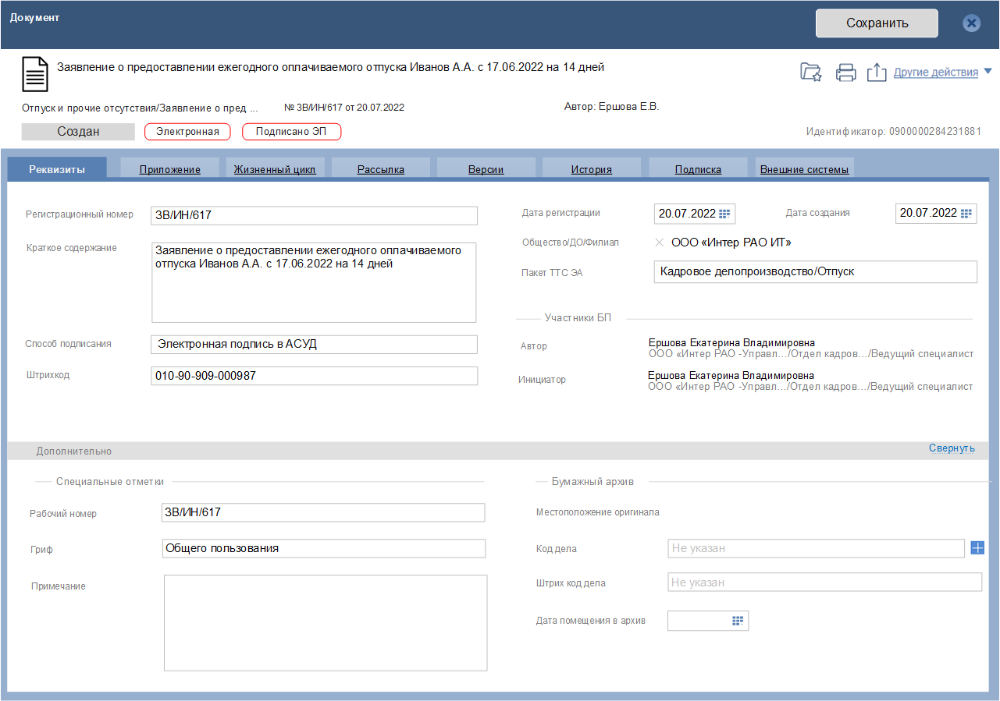 Документ
Сохранить
Заявление о предоставлении ежегодного оплачиваемого отпуска Иванов А.А. с 17.06.2022 на 14 дней
Другие действия
Отпуск и прочие отсутствия/Заявление о пред ...
№ ЗВ/ИН/617 от 20.07.2022
Автор: Ершова Е.В.
Создан
Электронная
Подписано ЭП
Идентификатор: 0900000284231881
Реквизиты
Приложение
Жизненный цикл
Рассылка
Версии
История
Подписка
Внешние системы
Регистрационный номер
ЗВ/ИН/617
Дата регистрации
20.07.2022
Дата создания
20.07.2022
Краткое содержание
Заявление о предоставлении ежегодного оплачиваемого
отпуска Иванов А.А. с 17.06.2022 на 14 дней
Общество/ДО/Филиал
ООО «Интер РАО ИТ»
Пакет ТТС ЭА
Кадровое делопроизводство/Отпуск
Участники БП
Способ подписания
Электронная подпись в АСУД
Автор
Ершова Екатерина Владимировна
ООО «Интер РАО -Управл.../Отдел кадров.../Ведущий специалист
Штрихкод
010-90-909-000987
Инициатор
Ершова Екатерина Владимировна
ООО «Интер РАО -Управл.../Отдел кадров.../Ведущий специалист
Дополнительно
Свернуть
Специальные отметки
Бумажный архив
Рабочий номер
ЗВ/ИН/617
Местоположение оригинала
Гриф
Общего пользования
Код дела
Не указан
Примечание
Штрих код дела
Не указан
Дата помещения в архив